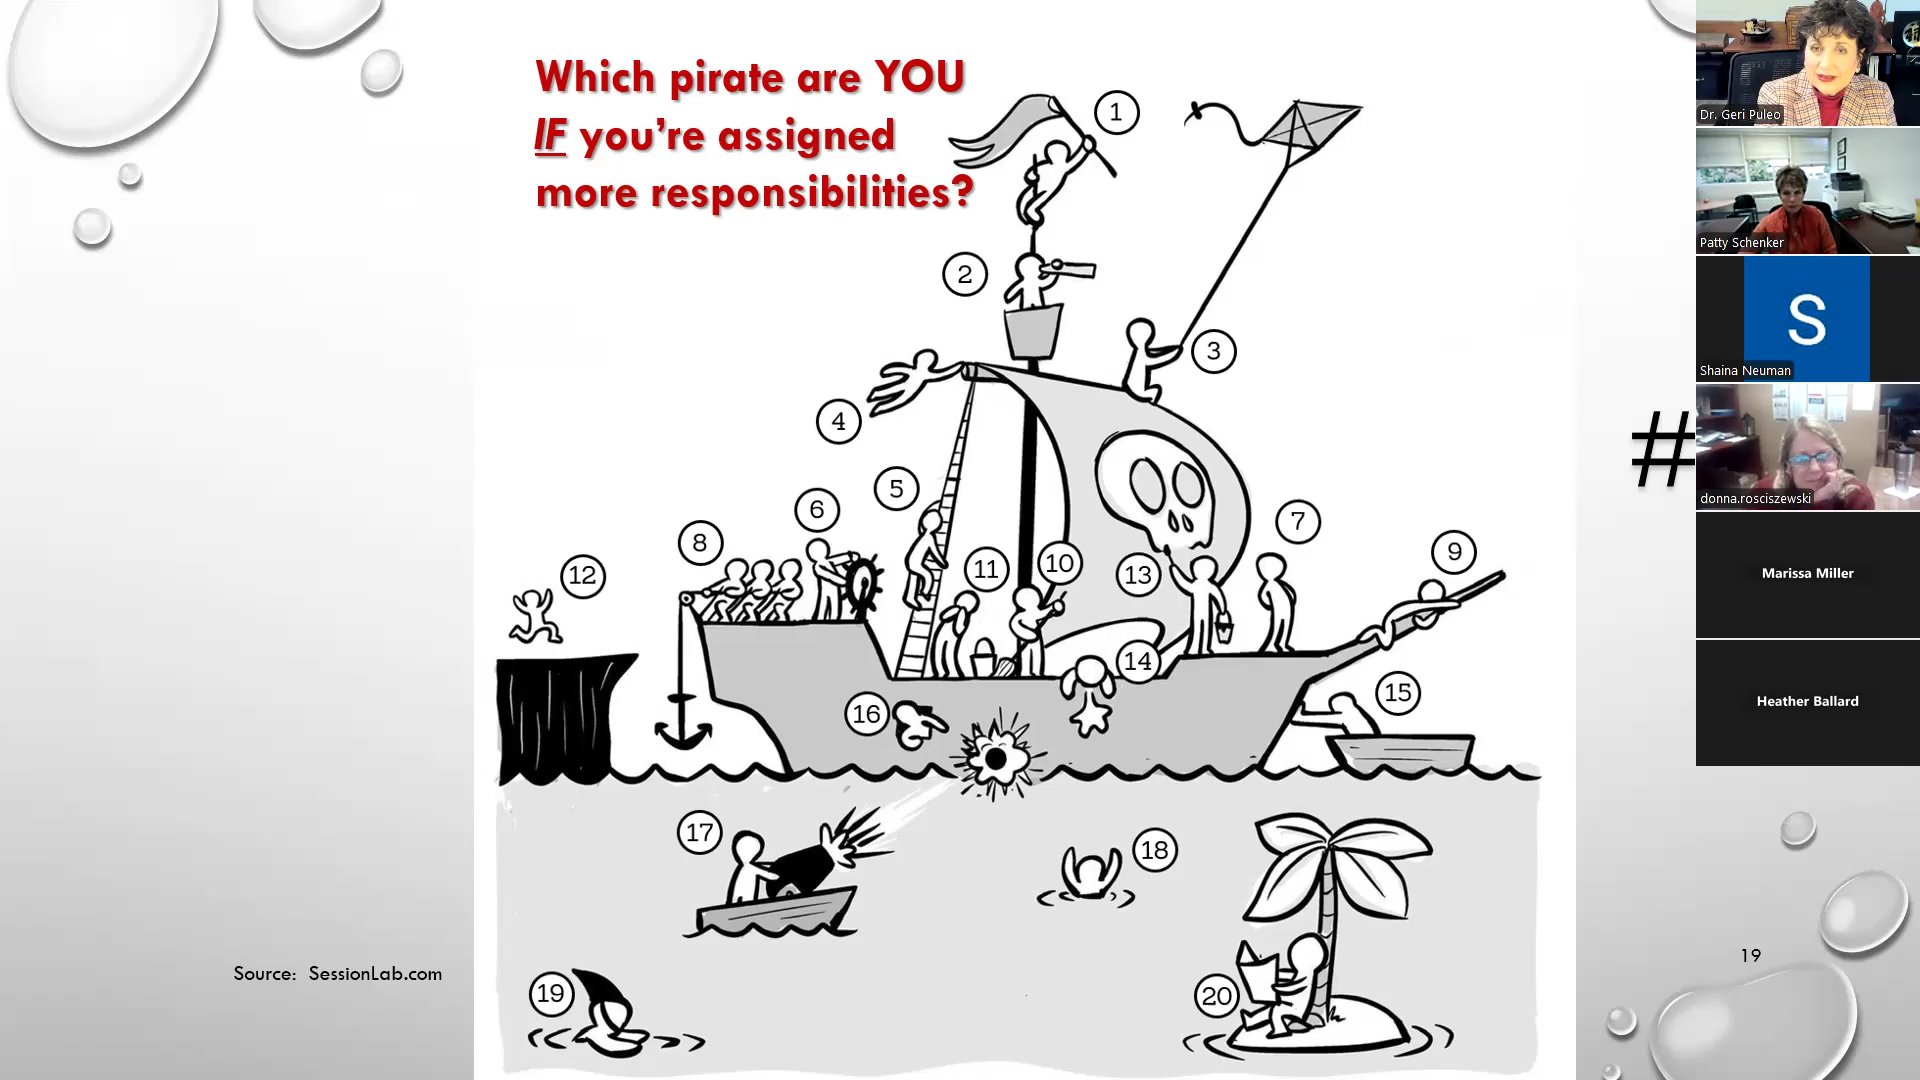 Which pirate are YOU
IF you're assigned
more responsibilities?
1
2
3
4
5
6
7
8
9
10
11
12
13
14
15
16
17
18
19
20
#
Source: SessionLab.com
19
Dr. Geri Puleo
Patty Schenker
S
Shaina Neuman
donna.rosciszewski
Marissa Miller
Heather Ballard